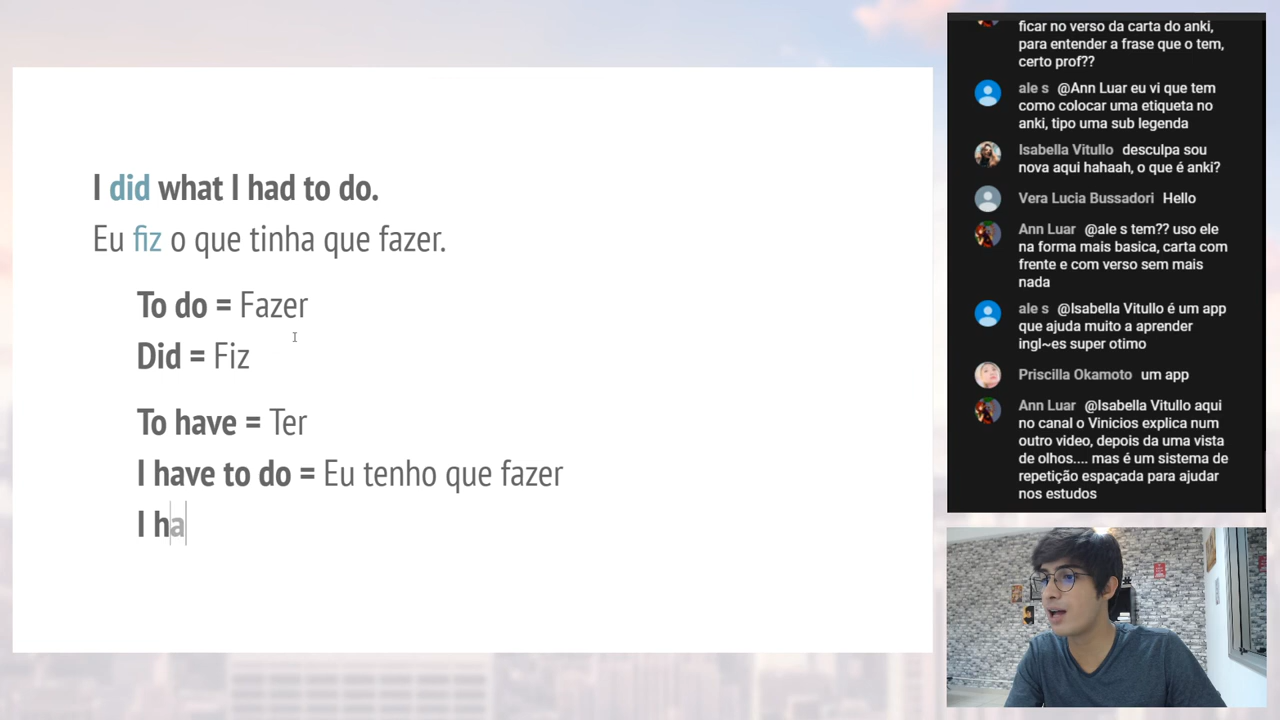 I did what I had to do.
Eu fiz o que tinha que fazer.
To do = Fazer
Did = Fiz
To have = Ter
I have to do = Eu tenho que fazer
I ha
ficar no verso da carta do anki,
para entender a frase que o tem,
certo prof??
ale s @Ann Luar eu vi que tem
como colocar uma etiqueta no
anki, tipo uma sub legenda
Isabella Vitullo desculpa sou
nova aqui hahaah, o que é anki?
Vera Lucia Bussadori Hello
Ann Luar @ale s tem?? uso ele
na forma mais basica, carta com
frente e com verso sem mais
nada
ale s @Isabella Vitullo é um app
que ajuda muito a aprender
ingl~es super otimo
Priscilla Okamoto um app
Ann Luar @Isabella Vitullo aqui
no canal o Vinicios explica num
outro video, depois da uma vista
de olhos.... mas é um sistema de
repetição espaçada para ajudar
nos estudos